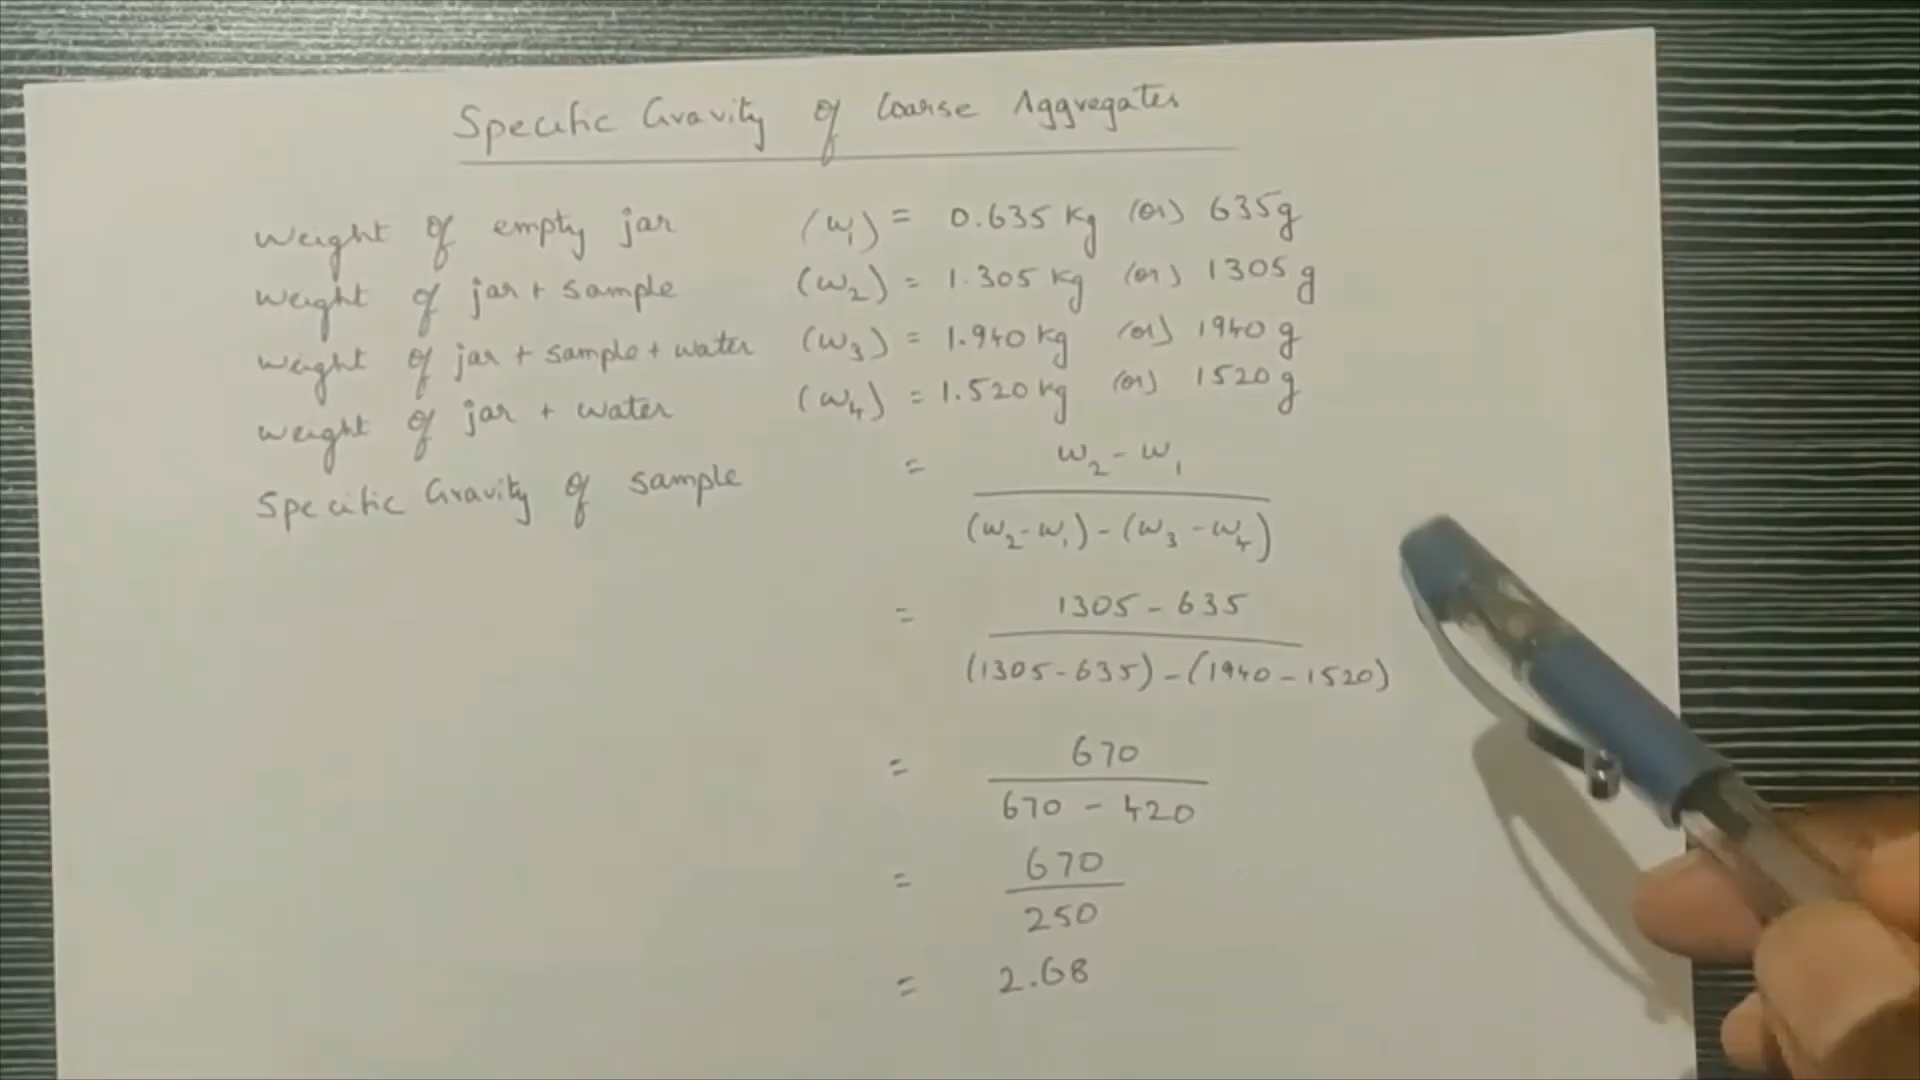 Specific Gravity of Coarse Aggregates
Weight of empty jar (w₁) = 0.635 kg (or) 635g
Weight of jar + sample (w₂) = 1.305 kg (or) 1305 g
Weight of jar + sample + water (w₃) = 1.940 kg (or) 1940 g
Weight of jar + water (w₄) = 1.520 kg (or) 1520 g
Specific Gravity of sample = w₂ - w₁
(w₂ - w₁) - (w₃ - w₄)
= 1305 - 635
(1305 - 635) - (1940 - 1520)
= 670
670 - 420
= 670
250
= 2.68